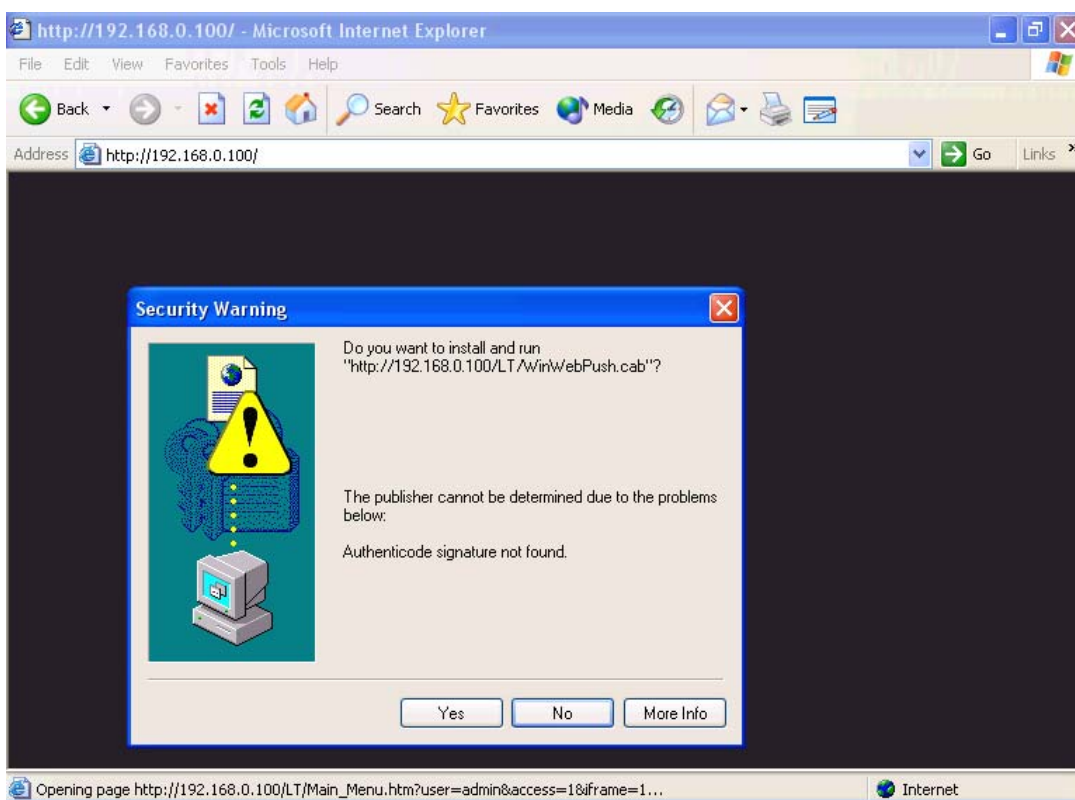 http://192.168.0.100/ - Microsoft Internet Explorer
File Edit View Favorites Tools Help
Back Search Favorites Media
Address http://192.168.0.100/ Go Links »
Security Warning
Do you want to install and run
"http://192.168.0.100/LT/WinWebPush.cab"?
The publisher cannot be determined due to the problems
below:
Authenticode signature not found.
Yes No More Info
Opening page http://192.168.0.100/LT/Main_Menu.htm?user=admin&access=1&iframe=1... Internet